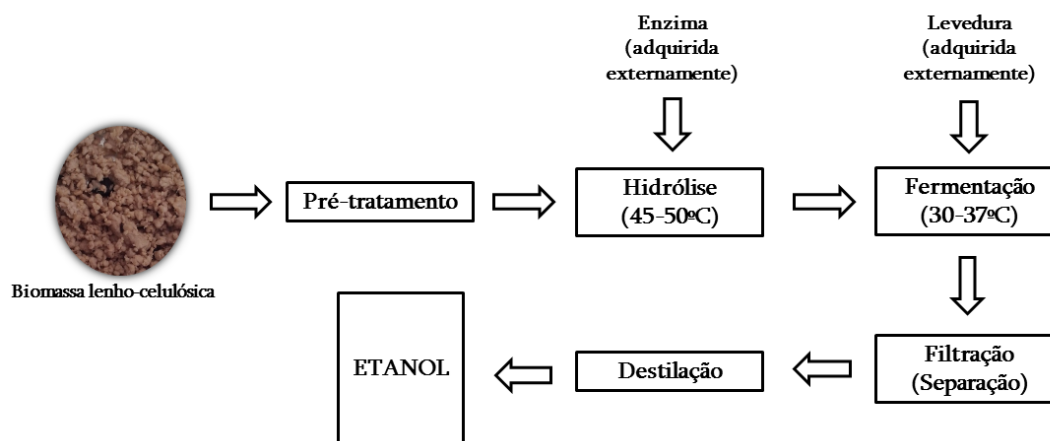 Enzima
(adquirida
externamente)
Levedura
(adquirida
externamente)
Biomassa lenho-celulósica
Pré-tratamento
Hidrólise
(45-50ºC)
Fermentação
(30-37ºC)
Filtração
(Separação)
Destilação
ETANOL